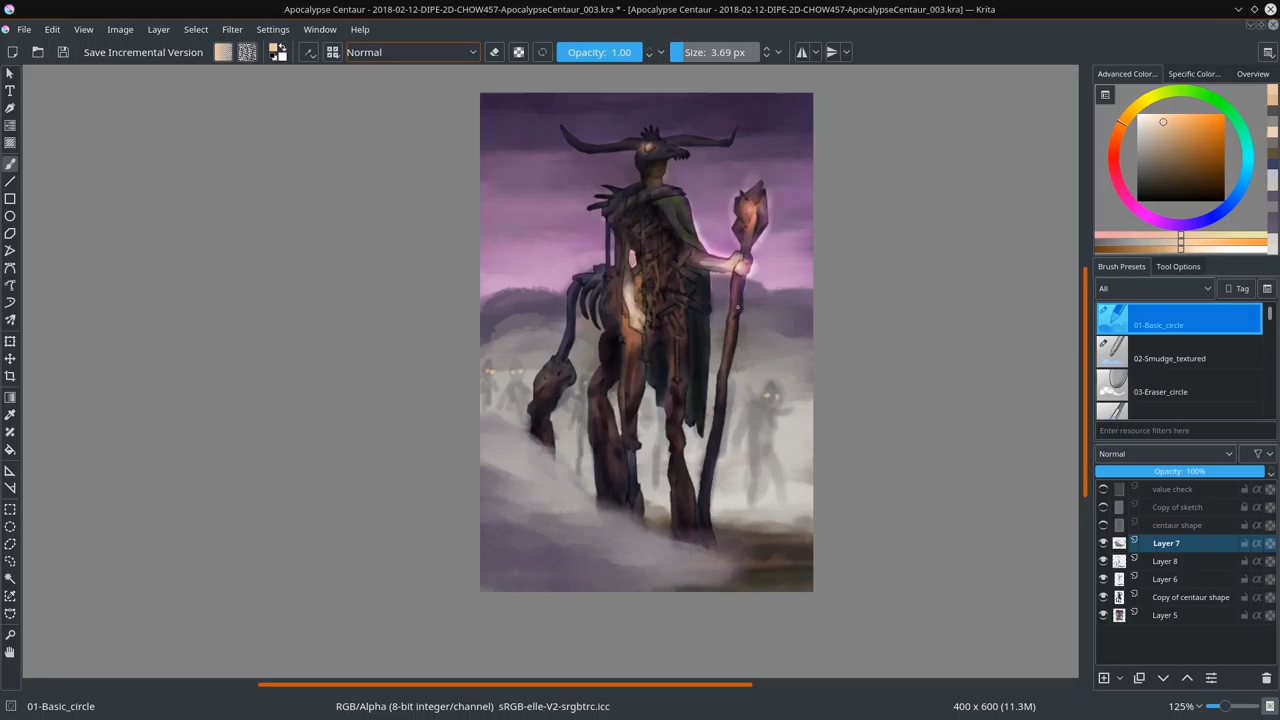 Apocalypse Centaur - 2018-02-12-DIPE-2D-CHOW457-ApocalypseCentaur_003.kra * - [Apocalypse Centaur - 2018-02-12-DIPE-2D-CHOW457-ApocalypseCentaur_003.kra] — Krita
File Edit View Image Layer Select Filter Settings Window Help
Save Incremental Version Normal Opacity: 1.00 Size: 3.69 px
Advanced Color... Specific Color... Overview
Brush Presets Tool Options
All Tag
01-Basic_circle
02-Smudge_textured
03-Eraser_circle
Enter resource filters here
Normal
Opacity: 100%
value check
Copy of sketch
centaur shape
Layer 7
Layer 8
Layer 6
Copy of centaur shape
Layer 5
01-Basic_circle RGB/Alpha (8-bit integer/channel) sRGB-elle-V2-srgbtrc.icc 400 x 600 (11.3M) 125%